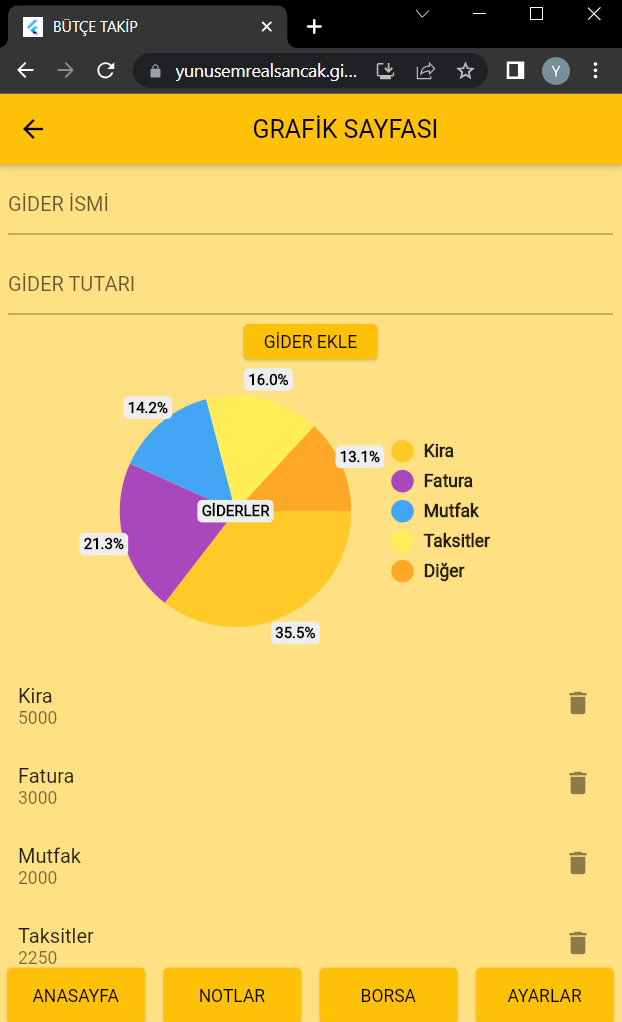 BÜTÇE TAKİP
yunusemrealsancak.gi...
Y
GRAFİK SAYFASI
GİDER İSMİ
GİDER TUTARI
GİDER EKLE
16.0%
14.2%
13.1%
GİDERLER
21.3%
35.5%
Kira
Fatura
Mutfak
Taksitler
Diğer
Kira
5000
Fatura
3000
Mutfak
2000
Taksitler
2250
ANASAYFA NOTLAR BORSA AYARLAR